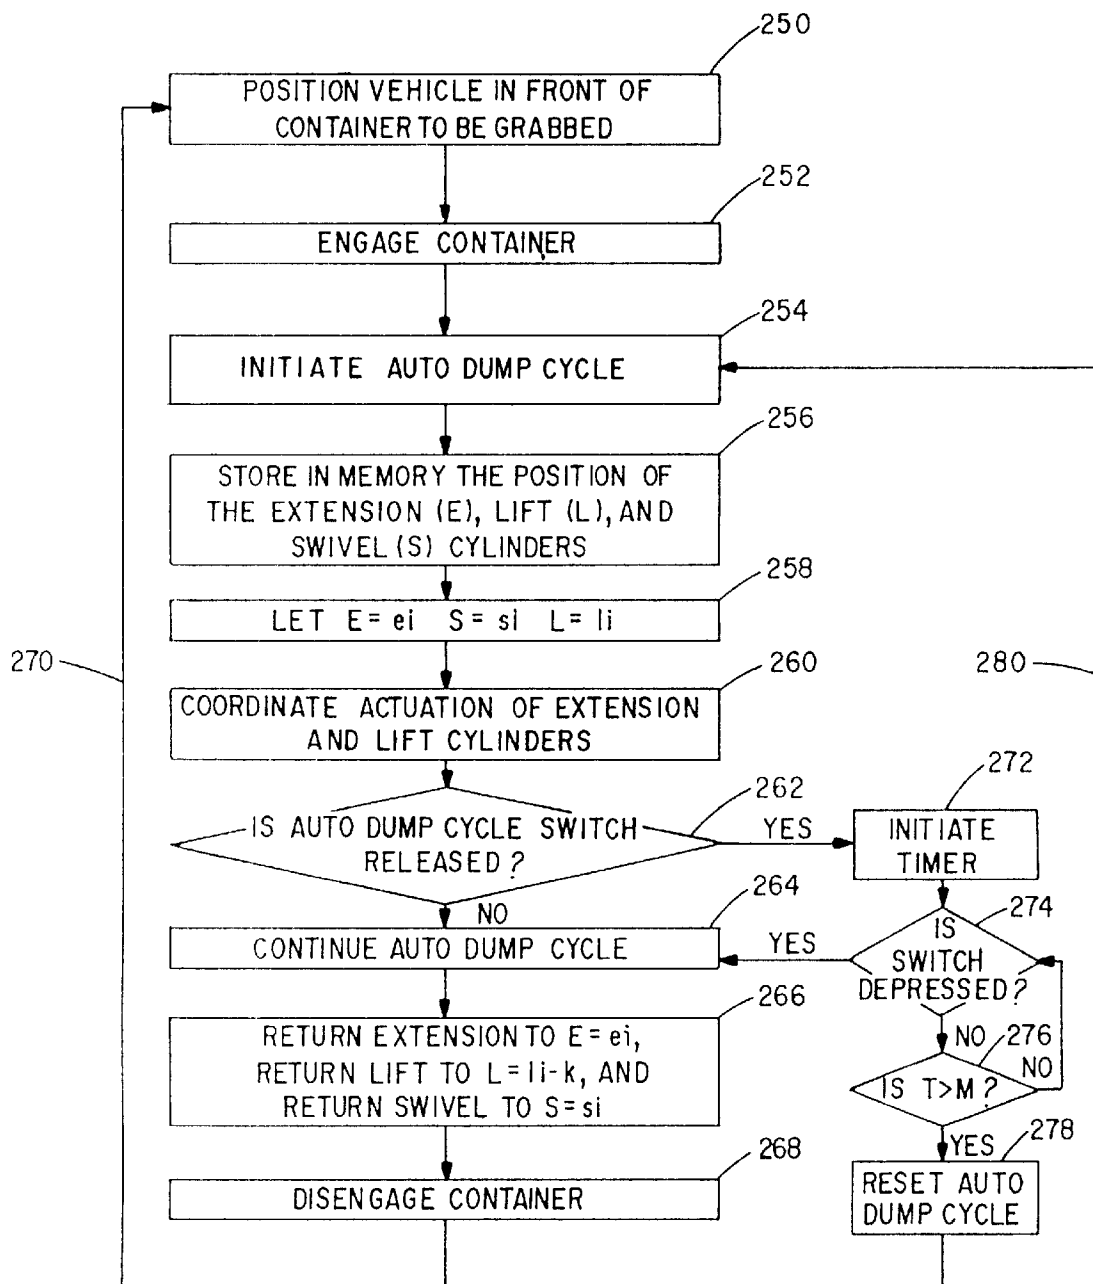 250
POSITION VEHICLE IN FRONT OF
CONTAINER TO BE GRABBED
252
ENGAGE CONTAINER
254
INITIATE AUTO DUMP CYCLE
256
STORE IN MEMORY THE POSITION OF
THE EXTENSION (E), LIFT (L), AND
SWIVEL (S) CYLINDERS
258
LET E= ei S= si L= li
270
260
280
COORDINATE ACTUATION OF EXTENSION
AND LIFT CYLINDERS
262
IS AUTO DUMP CYCLE SWITCH
RELEASED?
YES
272
INITIATE
TIMER
NO
264
CONTINUE AUTO DUMP CYCLE
YES
274
IS
SWITCH
DEPRESSED?
266
RETURN EXTENSION TO E= ei,
RETURN LIFT TO L= li-k, AND
RETURN SWIVEL TO S= si
NO
276
NO
IS T>M?
YES
278
268
DISENGAGE CONTAINER
RESET AUTO
DUMP CYCLE